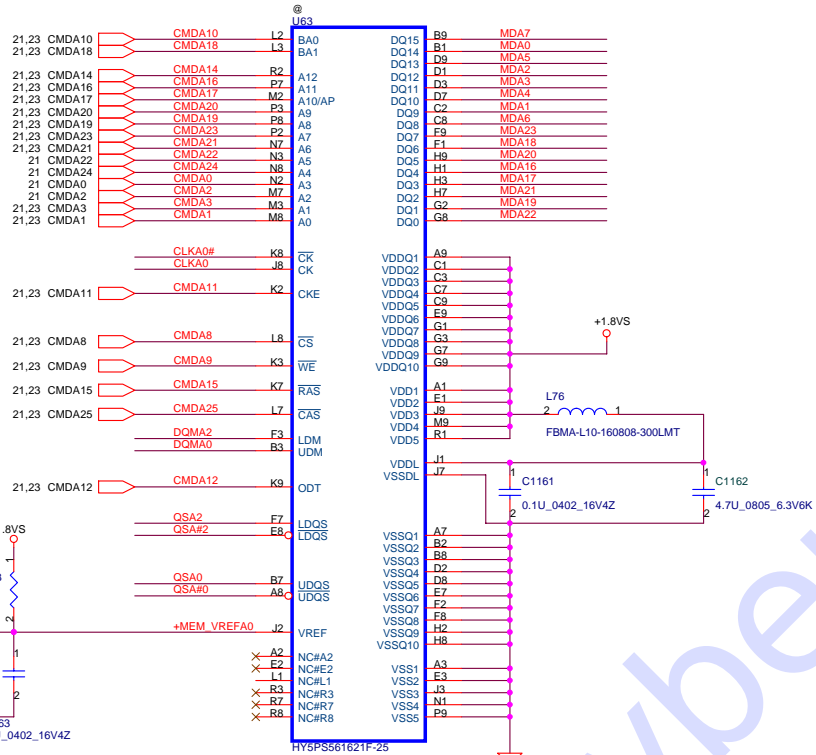 @
U63
21,23 CMDA10 CMDA10 L2 BA0 DQ15 B9 MDA7
21,23 CMDA18 CMDA18 L3 BA1 DQ14 B1 MDA0
DQ13 D9 MDA5
21,23 CMDA14 CMDA14 R2 A12 DQ12 D1 MDA2
21,23 CMDA16 CMDA16 P7 A11 DQ11 D3 MDA3
21,23 CMDA17 CMDA17 M2 A10/AP DQ10 D7 MDA4
21,23 CMDA20 CMDA20 P3 A9 DQ9 C2 MDA1
21,23 CMDA19 CMDA19 P8 A8 DQ8 C8 MDA6
21,23 CMDA23 CMDA23 P2 A7 DQ7 F9 MDA23
21,23 CMDA21 CMDA21 N7 A6 DQ6 F1 MDA18
21 CMDA22 CMDA22 N3 A5 DQ5 H9 MDA20
21 CMDA24 CMDA24 N8 A4 DQ4 H1 MDA16
21 CMDA0 CMDA0 N2 A3 DQ3 H3 MDA17
21 CMDA2 CMDA2 M7 A2 DQ2 H7 MDA21
21,23 CMDA3 CMDA3 M3 A1 DQ1 G2 MDA19
21,23 CMDA1 CMDA1 M8 A0 DQ0 G8 MDA22
CLKA0# K8 CK VDDQ1 A9
CLKA0 J8 CK VDDQ2 C1
VDDQ3 C3
21,23 CMDA11 CMDA11 K2 CKE VDDQ4 C7
VDDQ5 C9
VDDQ6 E9
VDDQ7 G1
+1.8VS
21,23 CMDA8 CMDA8 L8 CS VDDQ8 G3
VDDQ9 G7
21,23 CMDA9 CMDA9 K3 WE VDDQ10 G9
21,23 CMDA15 CMDA15 K7 RAS VDD1 A1
VDD2 E1
L76
21,23 CMDA25 CMDA25 L7 CAS VDD3 J9 2 1
VDD4 M9
DQMA2 F3 LDM VDD5 R1 FBMA-L10-160808-300LMT
DQMA0 B3 UDM
VDDL J1
VSSDL J7 1 1
21,23 CMDA12 CMDA12 K9 ODT C1161 C1162
0.1U_0402_16V4Z 4.7U_0805_6.3V6K
2 2
QSA2 F7 LDQS
QSA#2 E8 LDQS VSSQ1 A7
.8VS
VSSQ2 B2
VSSQ3 B8
1
VSSQ4 D2
QSA0 B7 UDQS VSSQ5 D8
QSA#0 A8 UDQS VSSQ6 E7
VSSQ7 F2
2
VSSQ8 F8
+MEM_VREFA0 J2 VREF VSSQ9 H2
VSSQ10 H8
1
A2 NC#A2
E2 NC#E2 VSS1 A3
L1 NC#L1 VSS2 E3
2
R3 NC#R3 VSS3 J3
R7 NC#R7 VSS4 N1
R8 NC#R8 VSS5 P9
63
_0402_16V4Z
HY5PS561621F-25